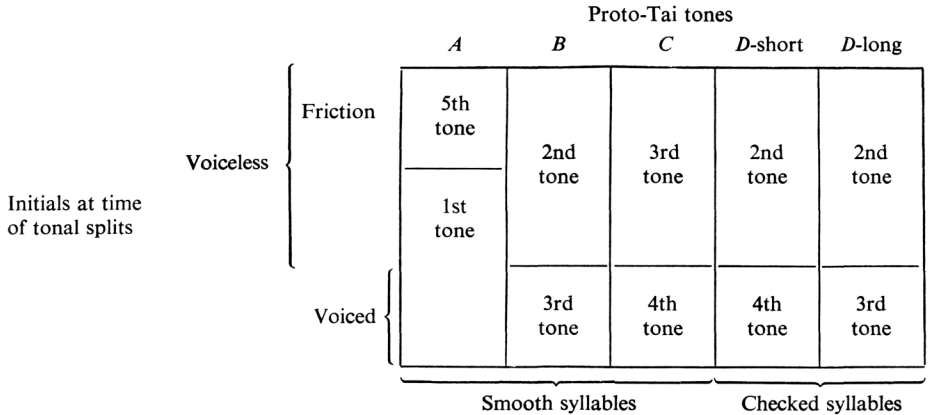 Proto-Tai tones
A B C D-short D-long
Friction
5th
tone
Voiceless
2nd
tone
3rd
tone
2nd
tone
2nd
tone
Initials at time
of tonal splits
1st
tone
Voiced
3rd
tone
4th
tone
4th
tone
3rd
tone
Smooth syllables
Checked syllables